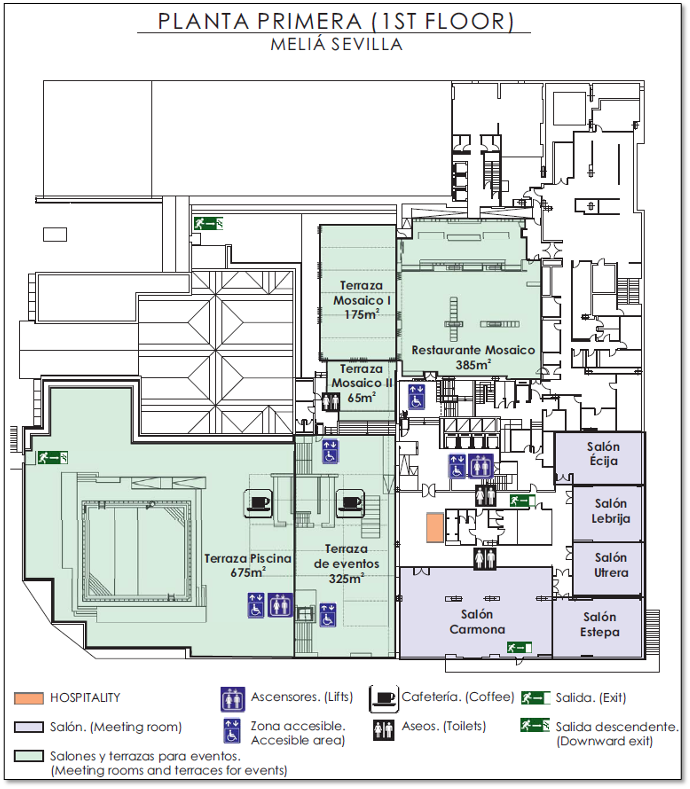 PLANTA PRIMERA (1ST FLOOR)
MELIÁ SEVILLA
Terraza
Mosaico I
175m²
Restaurante Mosaico
385m²
Terraza
Mosaico II
65m²
Salón
Écija
Salón
Lebrija
Salón
Utrera
Salón
Estepa
Salón
Carmona
Terraza Piscina
675m²
Terraza
de eventos
325m²
HOSPITALITY
Ascensores. (Lifts)
Cafetería. (Coffee)
Salida. (Exit)
Salón. (Meeting room)
Zona accesible.
Accesible area)
Aseos. (Toilets)
Salida descendente.
(Downward exit)
Salones y terrazas para eventos.
(Meeting rooms and terraces for events)